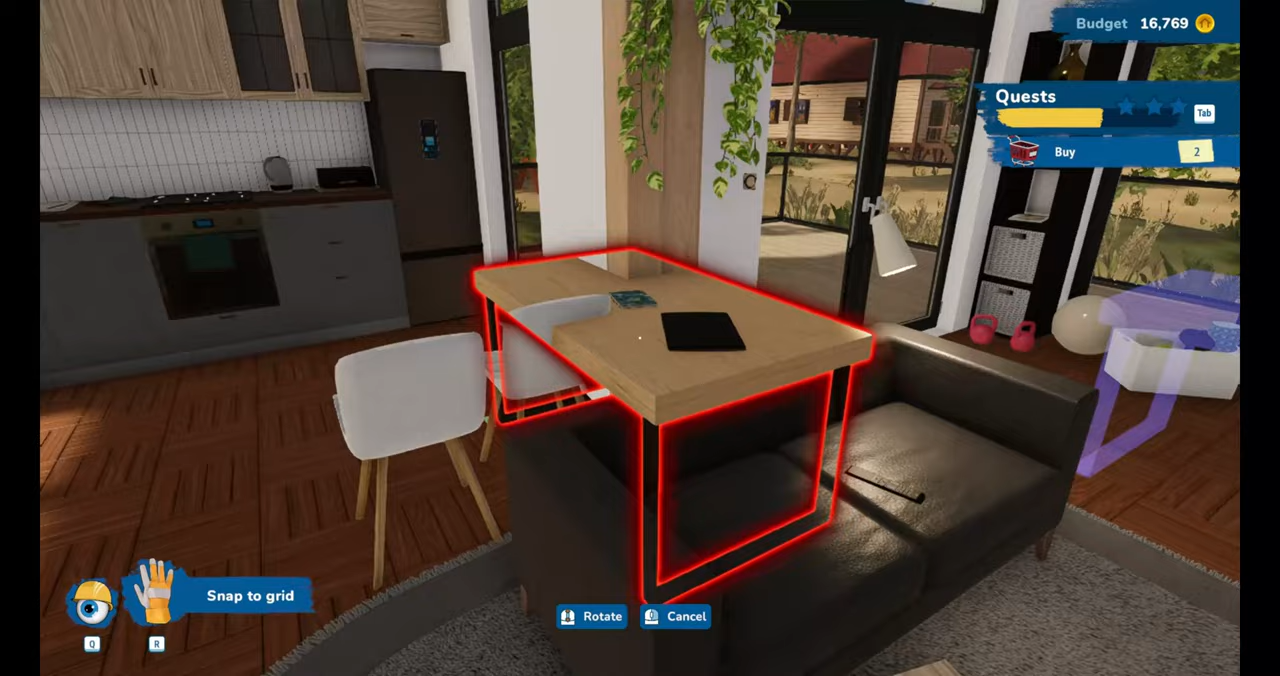 Budget 16,769
Quests
Tab
Buy 2
Snap to grid
Rotate
Cancel
Q
R